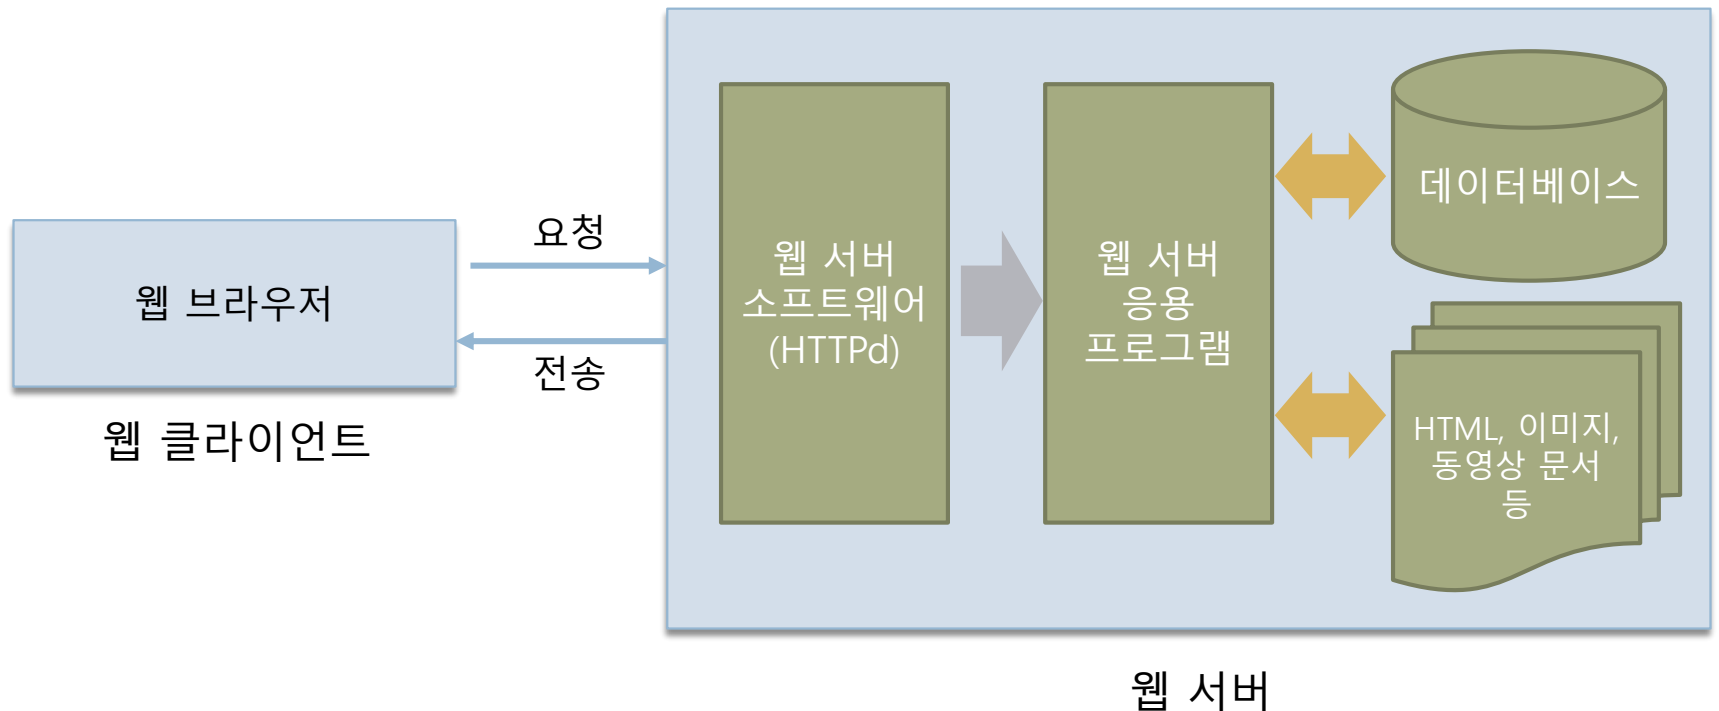 요청
웹 브라우저
전송
웹 클라이언트
웹 서버
소프트웨어
(HTTPd)
웹 서버
응용
프로그램
데이터베이스
HTML, 이미지,
동영상 문서
등
웹 서버